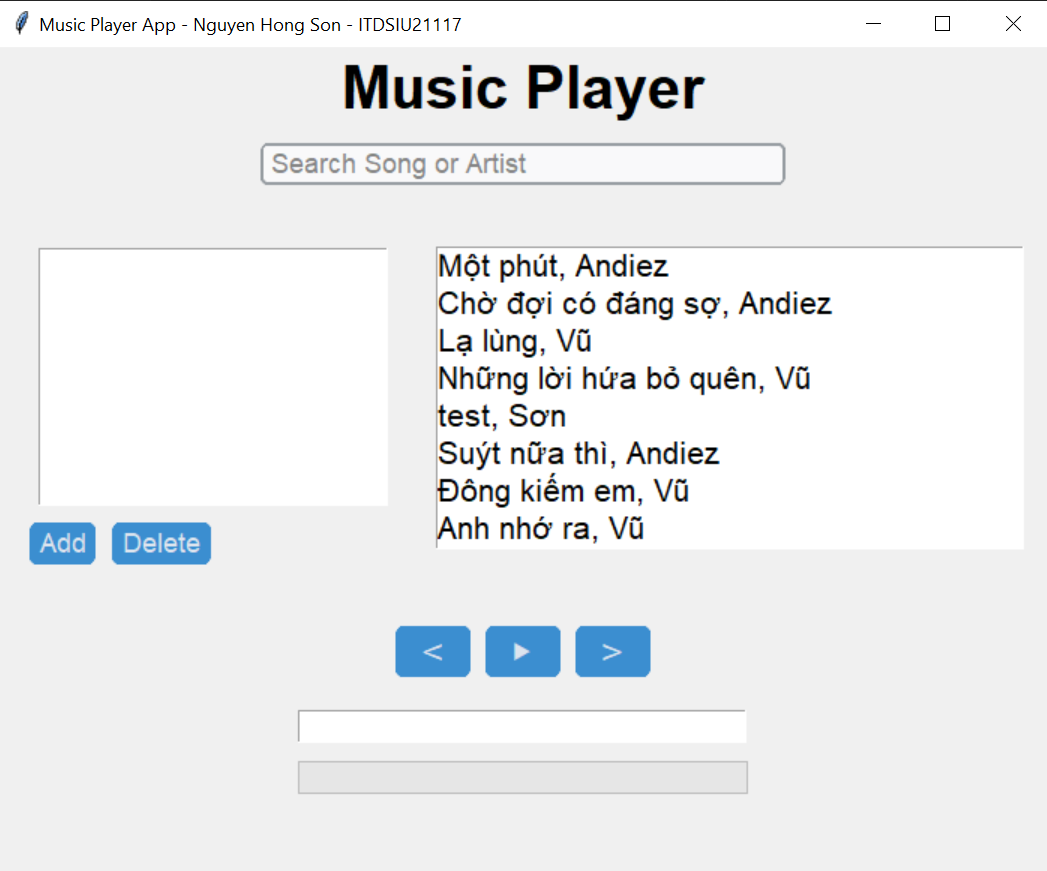 Music Player App - Nguyen Hong Son - ITDSIU21117
Music Player
Search Song or Artist
Một phút, Andiez
Chờ đợi có đáng sợ, Andiez
Lạ lùng, Vũ
Những lời hứa bỏ quên, Vũ
test, Sơn
Suýt nữa thì, Andiez
Đông kiếm em, Vũ
Anh nhớ ra, Vũ
Add Delete
< ▶ >